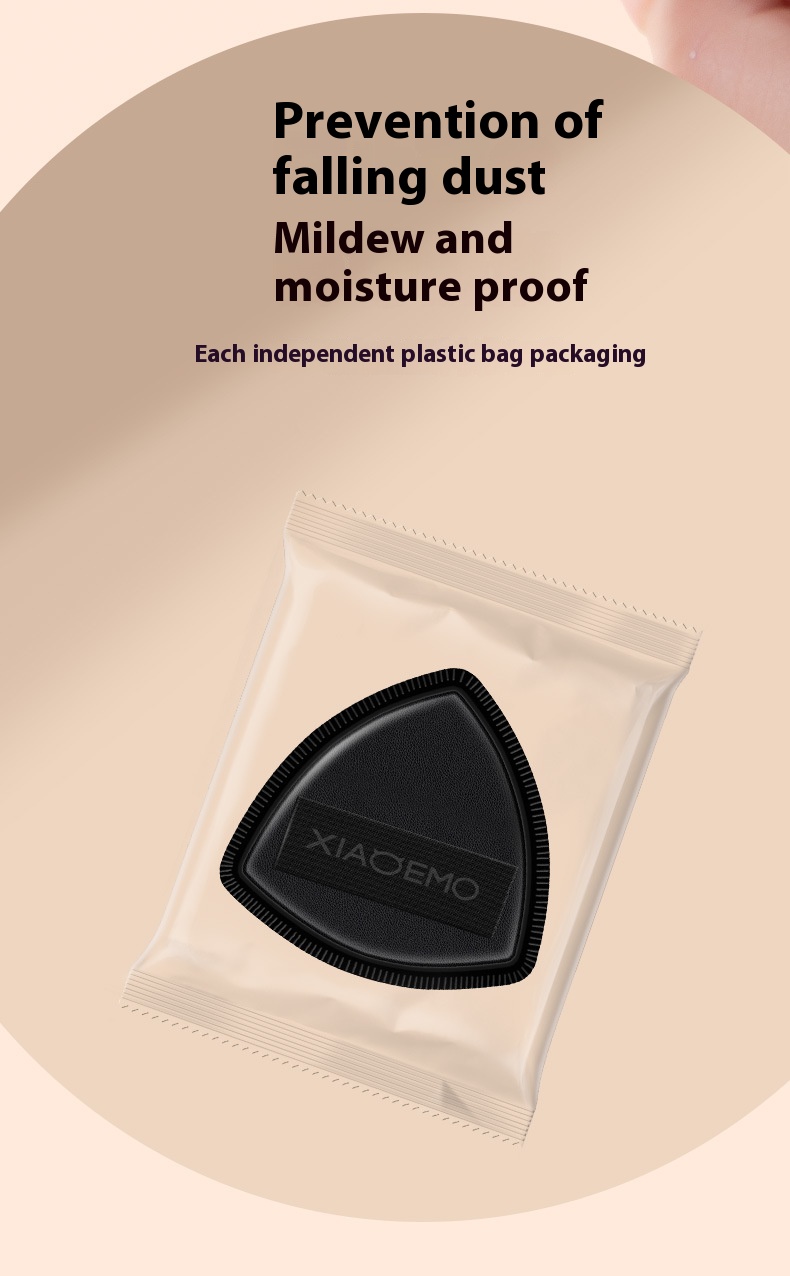 Prevention of
falling dust
Mildew and
moisture proof
Each independent plastic bag packaging
XIAOEMO